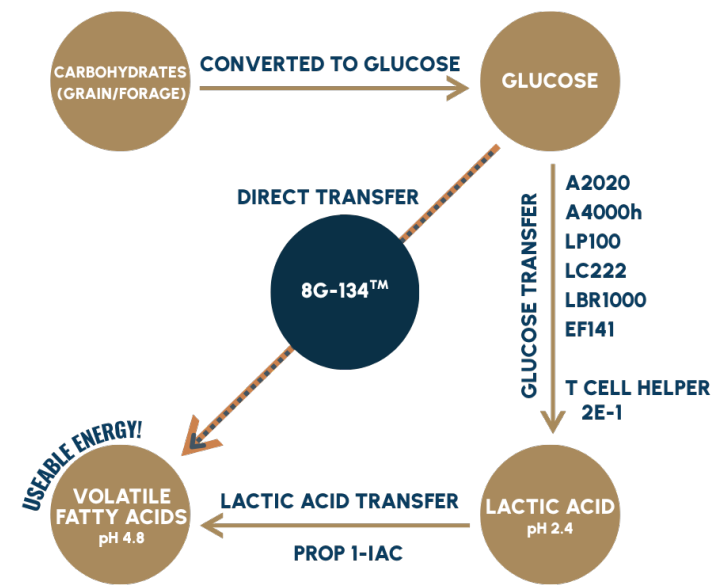 CARBOHYDRATES
(GRAIN/FORAGE)
CONVERTED TO GLUCOSE
GLUCOSE
DIRECT TRANSFER
8G-134™
GLUCOSE TRANSFER
A2020
A4000h
LP100
LC222
LBR1000
EF141
T CELL HELPER
2E-1
USEABLE ENERGY!
VOLATILE
FATTY ACIDS
pH 4.8
LACTIC ACID TRANSFER
PROP 1-IAC
LACTIC ACID
pH 2.4